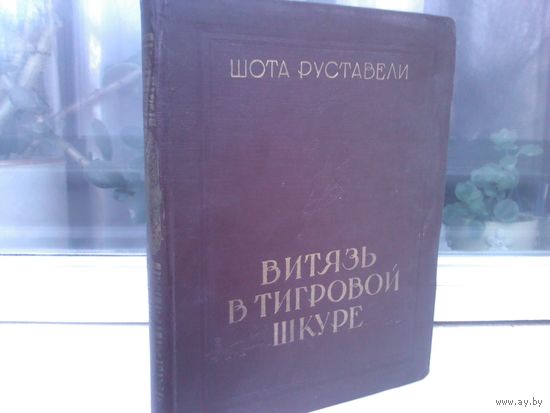 ШОТА РУСТАВЕЛИ
ВИТЯЗЬ
В ТИГРОВОЙ
ШКУРЕ
www.ay.by